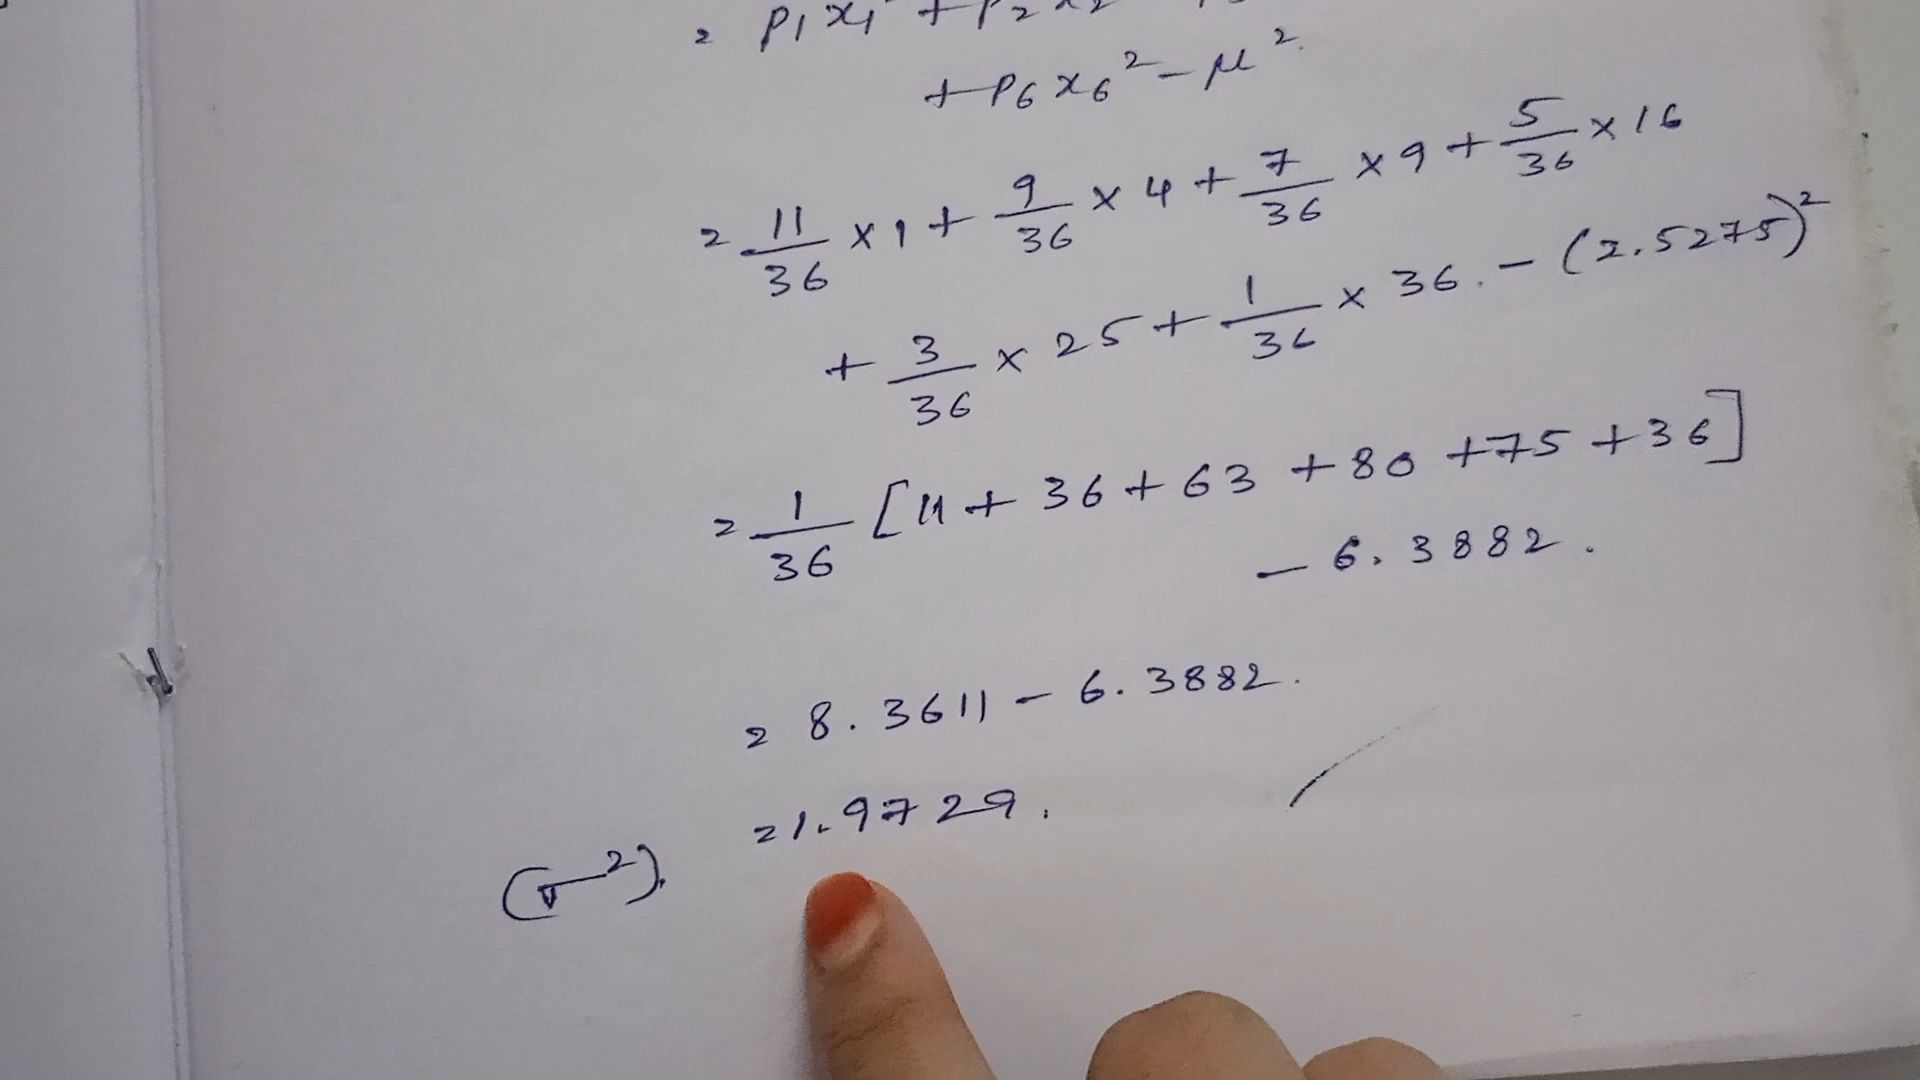 = p₁x₁² + p₂x₂²
+ p₆x₆² - μ².
= 11/36 × 1 + 9/36 × 4 + 7/36 × 9 + 5/36 × 16
+ 3/36 × 25 + 1/36 × 36. - (2.5275)²
= 1/36 [11 + 36 + 63 + 80 + 75 + 36]
- 6.3882.
= 8.3611 - 6.3882.
= 1.9729.
(σ²).